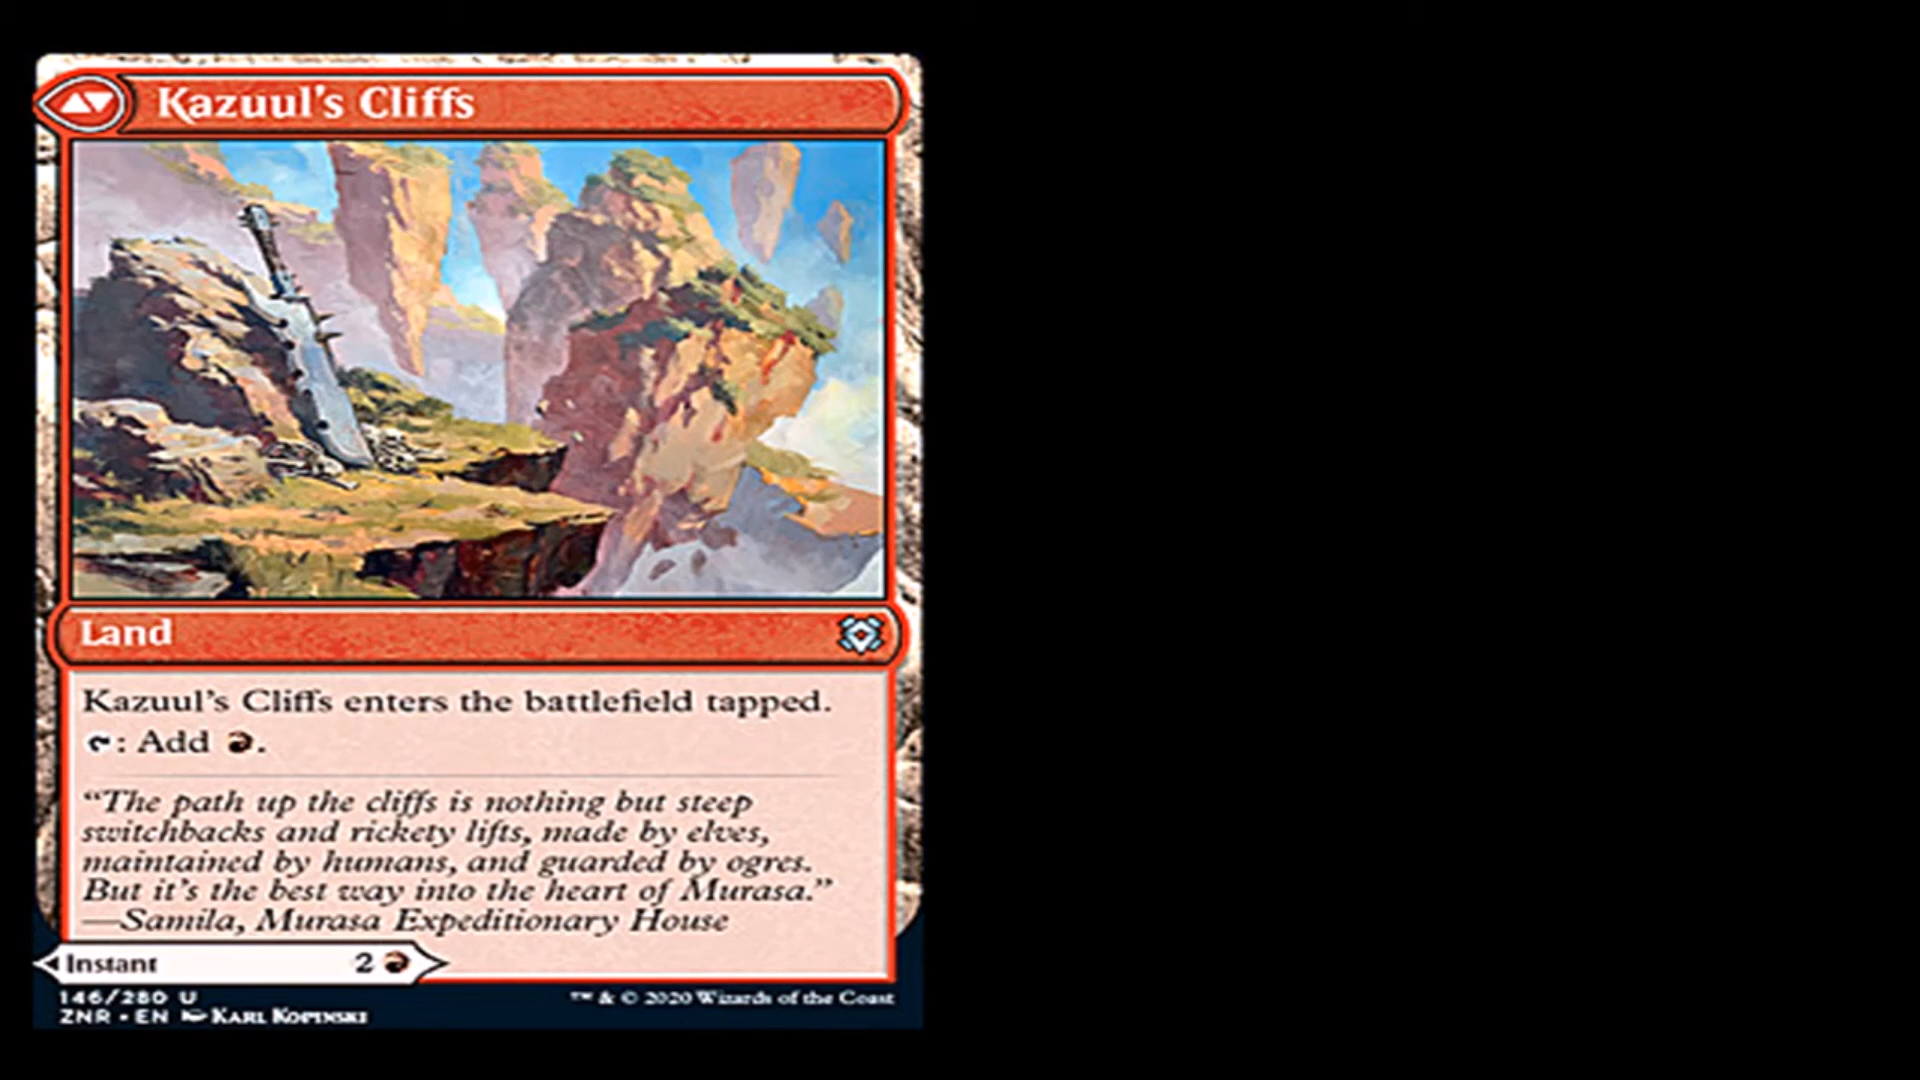 Kazuul's Cliffs
Land
Kazuul's Cliffs enters the battlefield tapped.
: Add .
"The path up the cliffs is nothing but steep
switchbacks and rickety lifts, made by elves,
maintained by humans, and guarded by ogres.
But it's the best way into the heart of Murasa."
—Samila, Murasa Expeditionary House
Instant 2
146/280 U
ZNR • EN Karl Kopinski
™ & © 2020 Wizards of the Coast